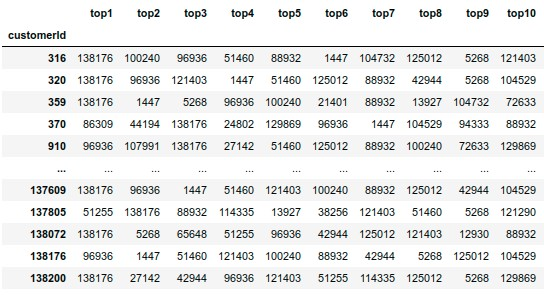 top1 top2 top3 top4 top5 top6 top7 top8 top9 top10
customerId
316 138176 100240 96936 51460 88932 1447 104732 125012 5268 121403
320 138176 96936 121403 1447 51460 125012 88932 42944 5268 104529
359 138176 1447 5268 96936 100240 21401 88932 13927 104732 72633
370 86309 44194 138176 24802 129869 96936 1447 104529 94333 88932
910 96936 107991 138176 27142 51460 125012 88932 100240 72633 129869
... ... ... ... ... ... ... ... ... ... ...
137609 138176 96936 1447 51460 121403 100240 88932 125012 42944 104529
137805 51255 138176 88932 114335 13927 38256 121403 51460 5268 121290
138072 138176 5268 65648 51255 96936 42944 125012 121403 12930 88932
138176 96936 1447 51460 121403 100240 88932 42944 5268 125012 104529
138200 138176 27142 42944 96936 121403 51255 114335 125012 5268 129869